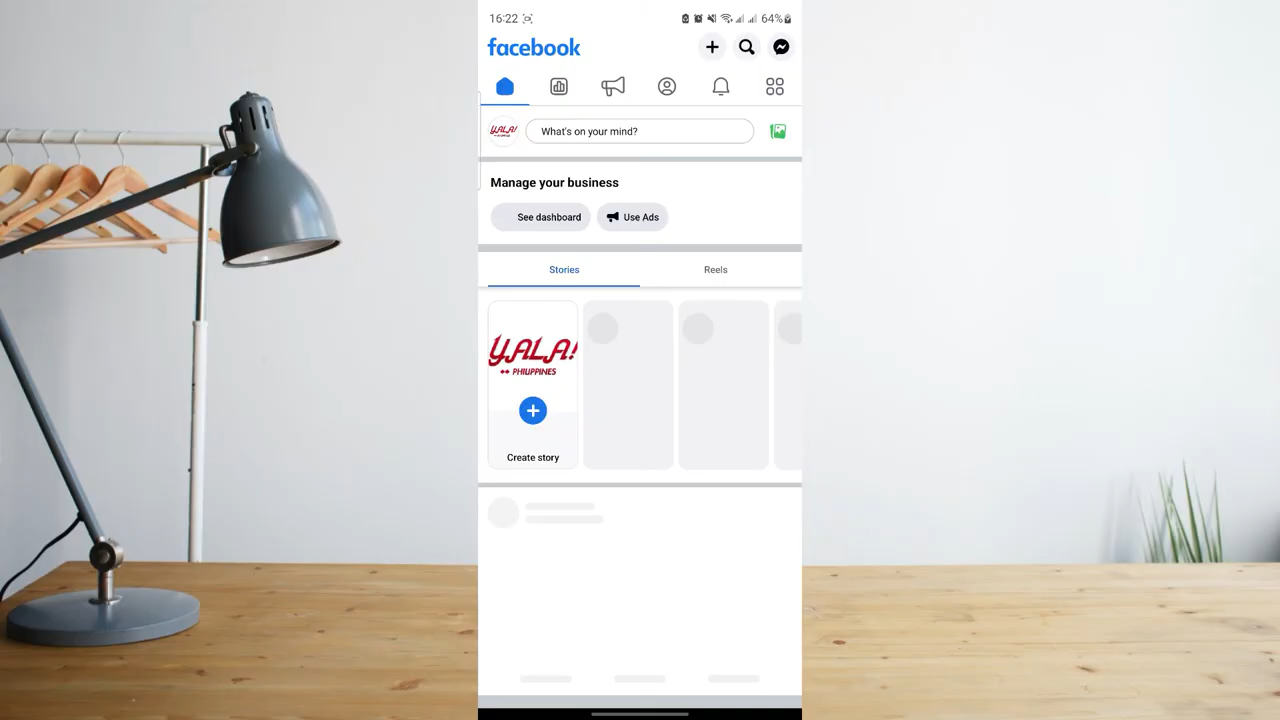 16:22
64%
facebook
What's on your mind?
Manage your business
See dashboard
Use Ads
Stories
Reels
YALA!
PHILIPPINES
Create story